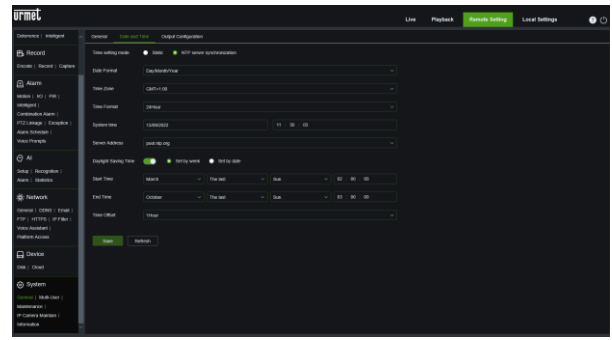 urmet
Live Playback Remote Setting Local Settings
Deterrence | Intelligent
General Date and Time Output Configuration
Record
Encode | Record | Capture
Alarm
Motion | I/O | PIR |
Intelligent |
Combination Alarm |
PTZ Linkage | Exception |
Alarm Schedule |
Voice Prompts
AI
Setup | Recognition |
Alarm | Statistics
Network
General | DDNS | Email |
FTP | HTTPS | IP Filter |
Voice Assistant |
Platform Access
Device
Disk | Cloud
System
General | Multi-User |
Maintenance |
IP Camera Maintain |
Information
Time setting mode Static NTP server synchronization
Date Format Day/Month/Year
Time Zone GMT+1:00
Time Format 24Hour
System time
Server Address pool.ntp.org
Daylight Saving Time Set by week Set by date
Start Time March The last Sun 02 : 00 : 00
End Time October The last Sun 03 : 00 : 00
Time Offset 1Hour
Save Refresh